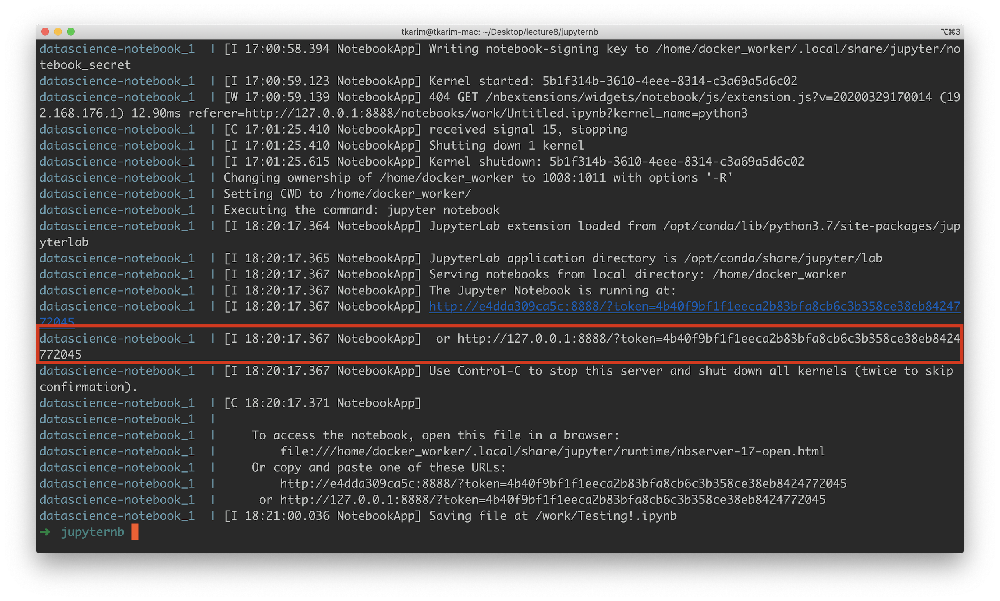 tkarim@tkarim-mac: ~/Desktop/lecture8/jupyternb
⌥⌘3
datascience-notebook_1  | [I 17:00:58.394 NotebookApp] Writing notebook-signing key to /home/docker_worker/.local/share/jupyter/no
tebook_secret
datascience-notebook_1  | [I 17:00:59.123 NotebookApp] Kernel started: 5b1f314b-3610-4eee-8314-c3a69a5d6c02
datascience-notebook_1  | [W 17:00:59.139 NotebookApp] 404 GET /nbextensions/widgets/notebook/js/extension.js?v=20200329170014 (19
2.168.176.1) 12.90ms referer=http://127.0.0.1:8888/notebooks/work/Untitled.ipynb?kernel_name=python3
datascience-notebook_1  | [C 17:01:25.410 NotebookApp] received signal 15, stopping
datascience-notebook_1  | [I 17:01:25.410 NotebookApp] Shutting down 1 kernel
datascience-notebook_1  | [I 17:01:25.615 NotebookApp] Kernel shutdown: 5b1f314b-3610-4eee-8314-c3a69a5d6c02
datascience-notebook_1  | Changing ownership of /home/docker_worker to 1008:1011 with options '-R'
datascience-notebook_1  | Setting CWD to /home/docker_worker/
datascience-notebook_1  | Executing the command: jupyter notebook
datascience-notebook_1  | [I 18:20:17.364 NotebookApp] JupyterLab extension loaded from /opt/conda/lib/python3.7/site-packages/jup
yterlab
datascience-notebook_1  | [I 18:20:17.365 NotebookApp] JupyterLab application directory is /opt/conda/share/jupyter/lab
datascience-notebook_1  | [I 18:20:17.367 NotebookApp] Serving notebooks from local directory: /home/docker_worker
datascience-notebook_1  | [I 18:20:17.367 NotebookApp] The Jupyter Notebook is running at:
datascience-notebook_1  | [I 18:20:17.367 NotebookApp] http://e4dda309ca5c:8888/?token=4b40f9bf1f1eeca2b83bfa8cb6c3b358ce38eb84247
72045
datascience-notebook_1  | [I 18:20:17.367 NotebookApp]  or http://127.0.0.1:8888/?token=4b40f9bf1f1eeca2b83bfa8cb6c3b358ce38eb8424
772045
datascience-notebook_1  | [I 18:20:17.367 NotebookApp] Use Control-C to stop this server and shut down all kernels (twice to skip
confirmation).
datascience-notebook_1  | [C 18:20:17.371 NotebookApp]
datascience-notebook_1  |
datascience-notebook_1  |     To access the notebook, open this file in a browser:
datascience-notebook_1  |         file:///home/docker_worker/.local/share/jupyter/runtime/nbserver-17-open.html
datascience-notebook_1  |     Or copy and paste one of these URLs:
datascience-notebook_1  |         http://e4dda309ca5c:8888/?token=4b40f9bf1f1eeca2b83bfa8cb6c3b358ce38eb8424772045
datascience-notebook_1  |      or http://127.0.0.1:8888/?token=4b40f9bf1f1eeca2b83bfa8cb6c3b358ce38eb8424772045
datascience-notebook_1  | [I 18:21:00.036 NotebookApp] Saving file at /work/Testing!.ipynb
➜  jupyternb